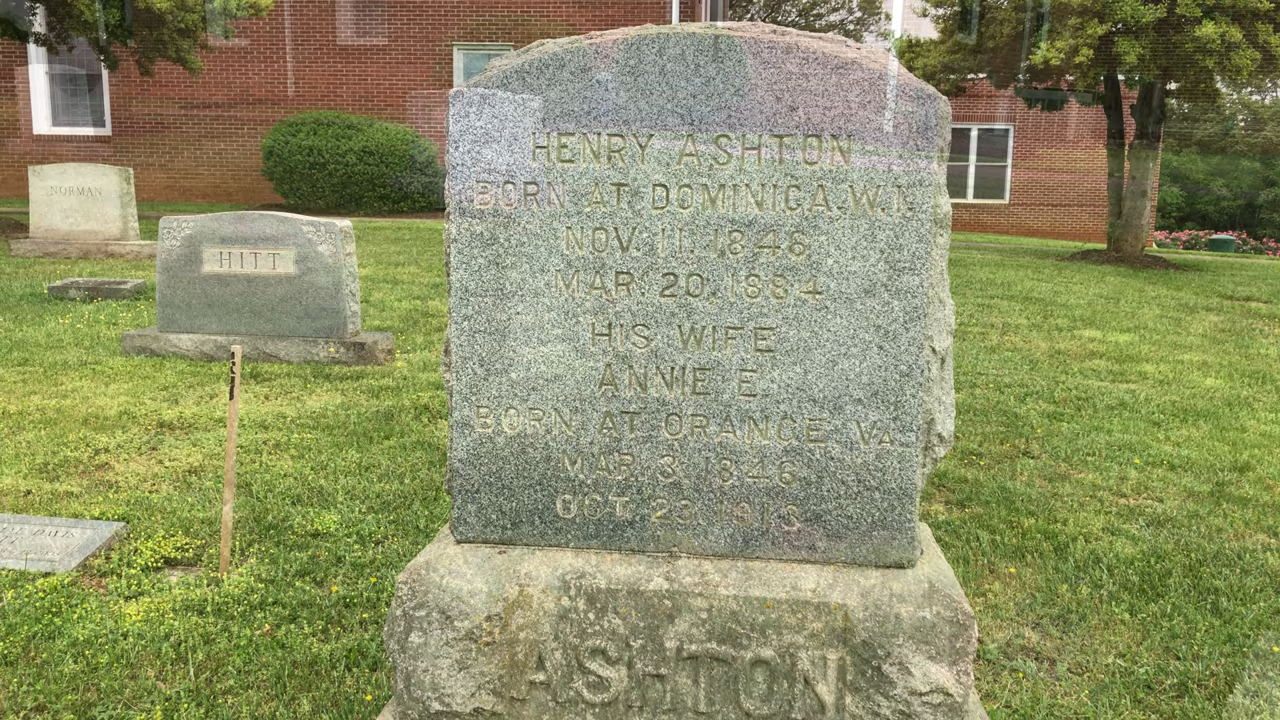 HENRY ASHTON
BORN AT DOMINICA, W.I.
NOV. 11, 1846
MAR. 20, 1884
HIS WIFE
ANNIE E.
BORN AT ORANGE, VA.
MAR. 3, 1846
OCT. 23, 1913
ASHTON
NORMAN
HITT
DAVIS